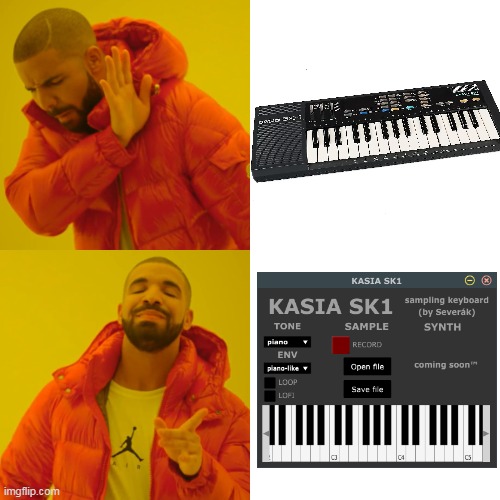 KASIA SK1
KASIA SK1
sampling keyboard
(by Severák)
TONE
SAMPLE
SYNTH
piano
RECORD
ENV
Open file
coming soon™
piano-like
LOOP
Save file
LOFI
C3
C4
C5
imgflip.com